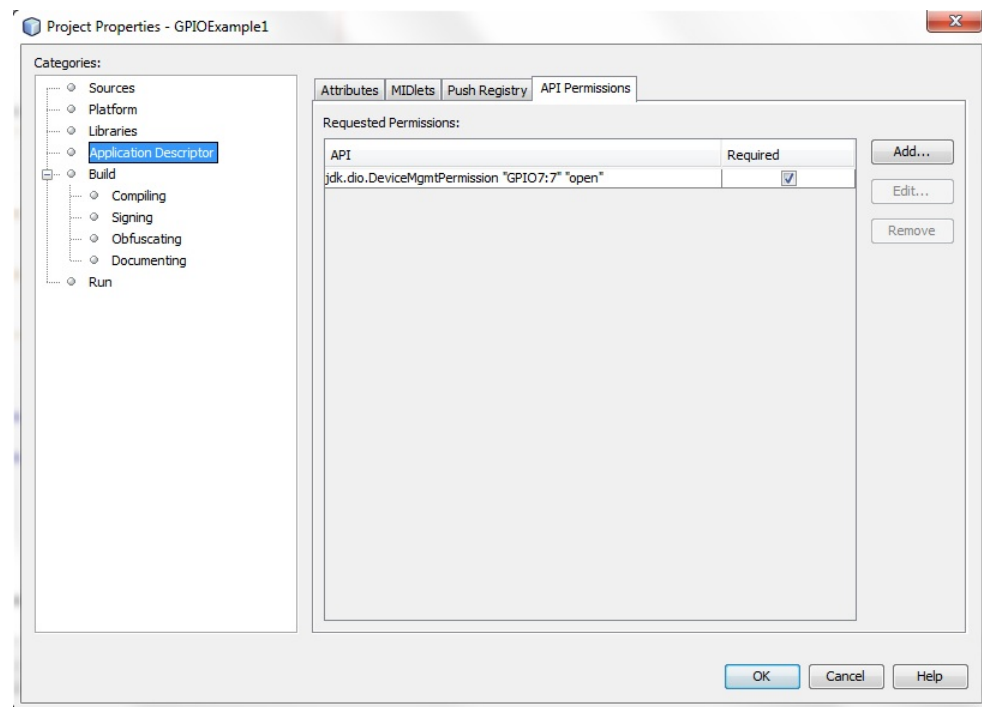 Project Properties - GPIOExample1
Categories:
Sources
Platform
Libraries
Application Descriptor
Build
Compiling
Signing
Obfuscating
Documenting
Run
Attributes MIDlets Push Registry API Permissions
Requested Permissions:
API Required
jdk.dio.DeviceMgmtPermission "GPIO7:7" "open"
Add...
Edit...
Remove
OK Cancel Help